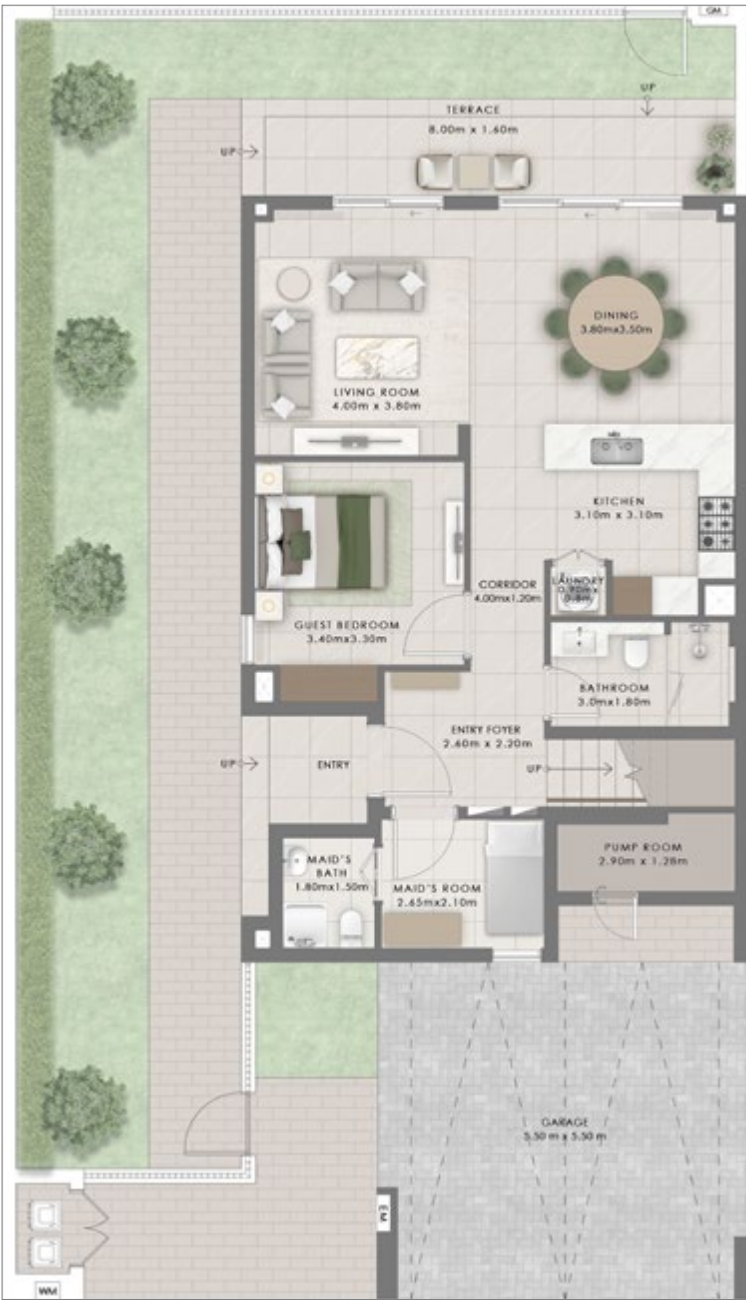 GM
UP
TERRACE
8.00m x 1.60m
UP
DINING
3.80mx3.50m
LIVING ROOM
4.00m x 3.80m
KITCHEN
3.10m x 3.10m
CORRIDOR
4.00mx1.20m
LAUNDRY
GUEST BEDROOM
3.40mx3.30m
BATHROOM
3.0mx1.80m
ENTRY FOYER
2.60m x 2.20m
UP
ENTRY
UP
MAID'S
BATH
1.80mx1.50m
MAID'S ROOM
2.65mx2.10m
PUMP ROOM
2.90m x 1.28m
GARAGE
5.50 m x 5.50 m
EM
WM